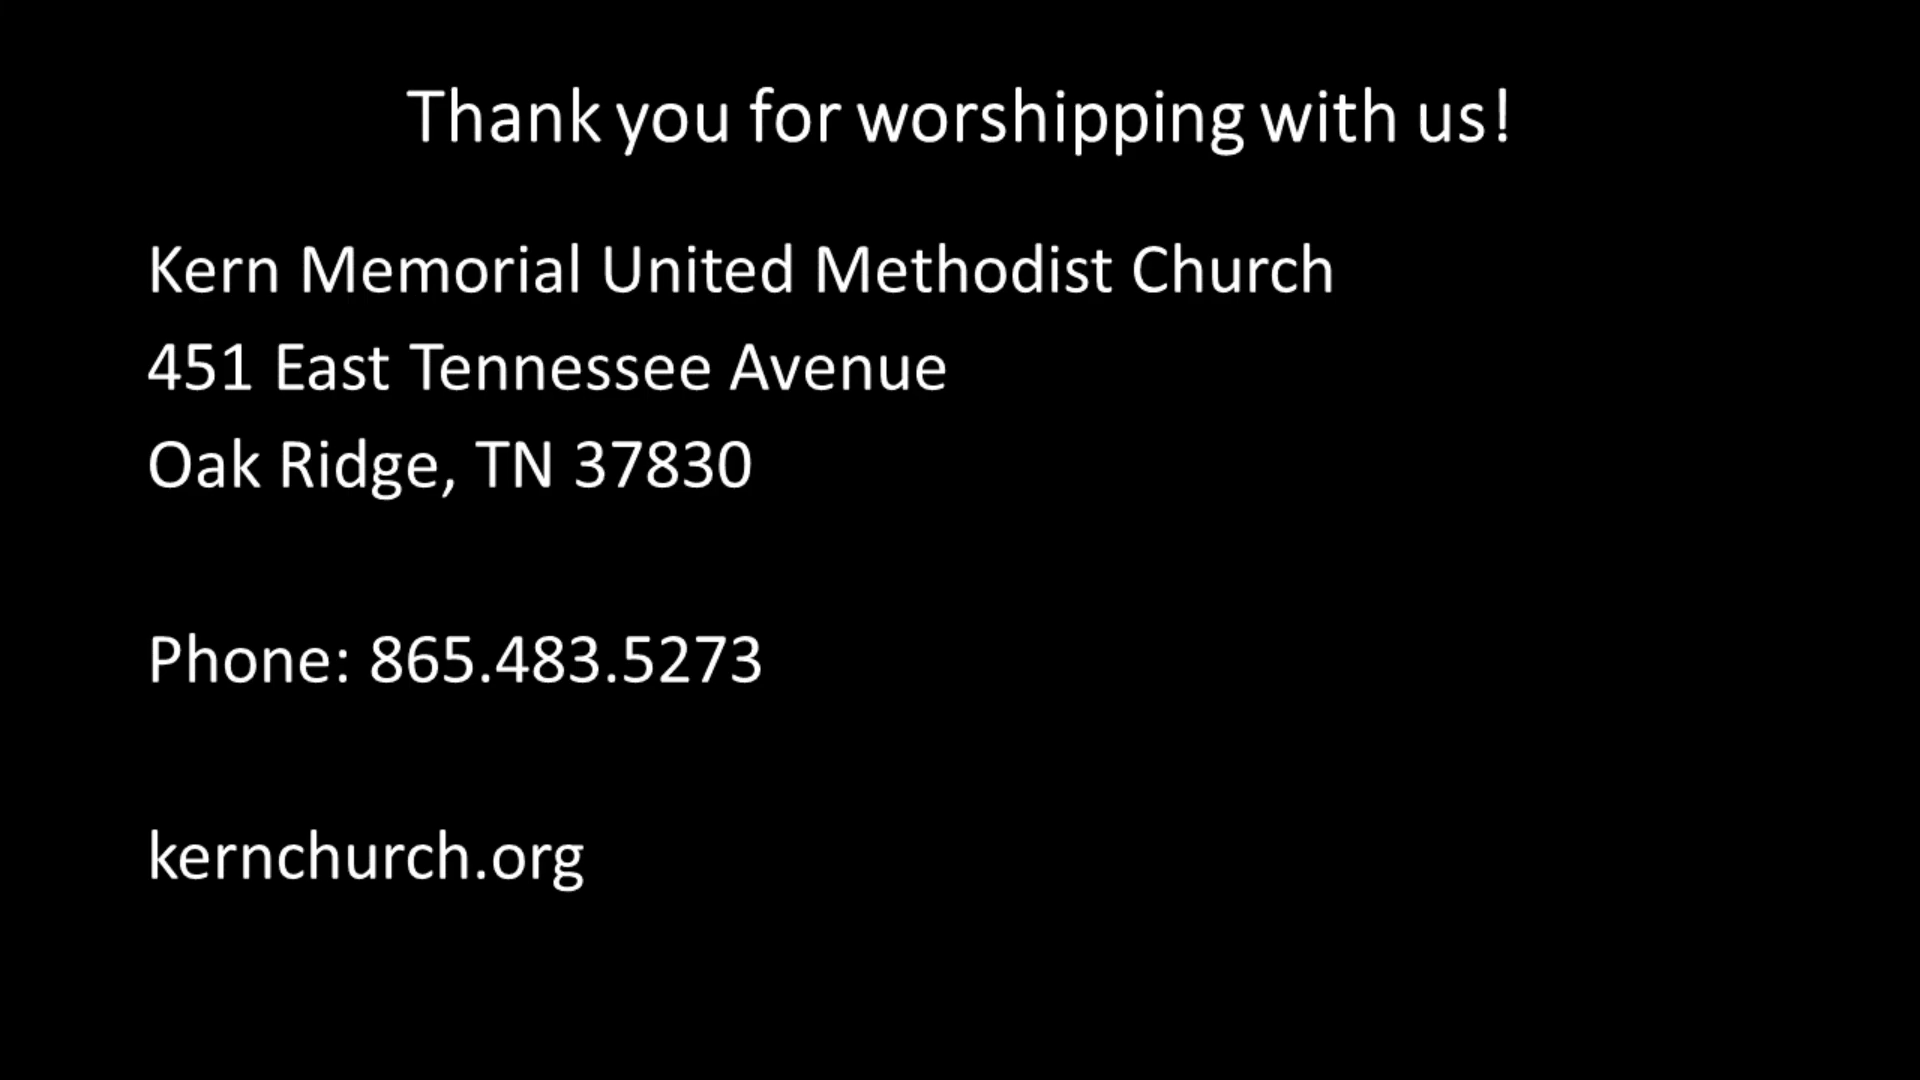 Thank you for worshipping with us!
Kern Memorial United Methodist Church
451 East Tennessee Avenue
Oak Ridge, TN 37830
Phone: 865.483.5273
kernchurch.org